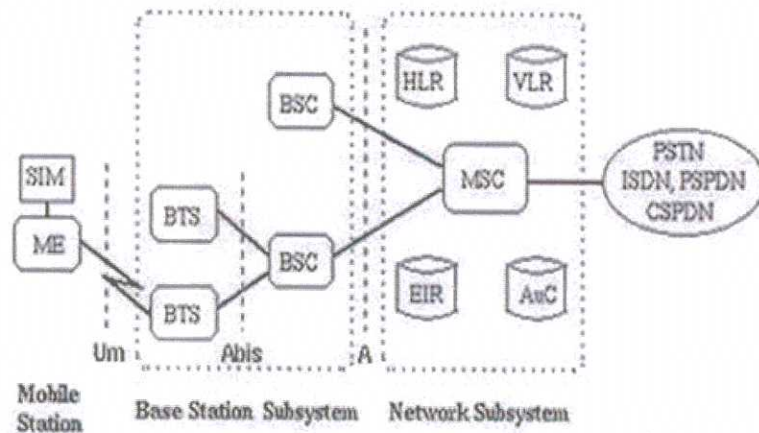 HLR
VLR
BSC
PSTN
ISDN, PSPDN
CSPDN
SIM
MSC
ME
BTS
BSC
BTS
EIR
AuC
Um
Abis
A
Mobile
Station
Base Station Subsystem
Network Subsystem